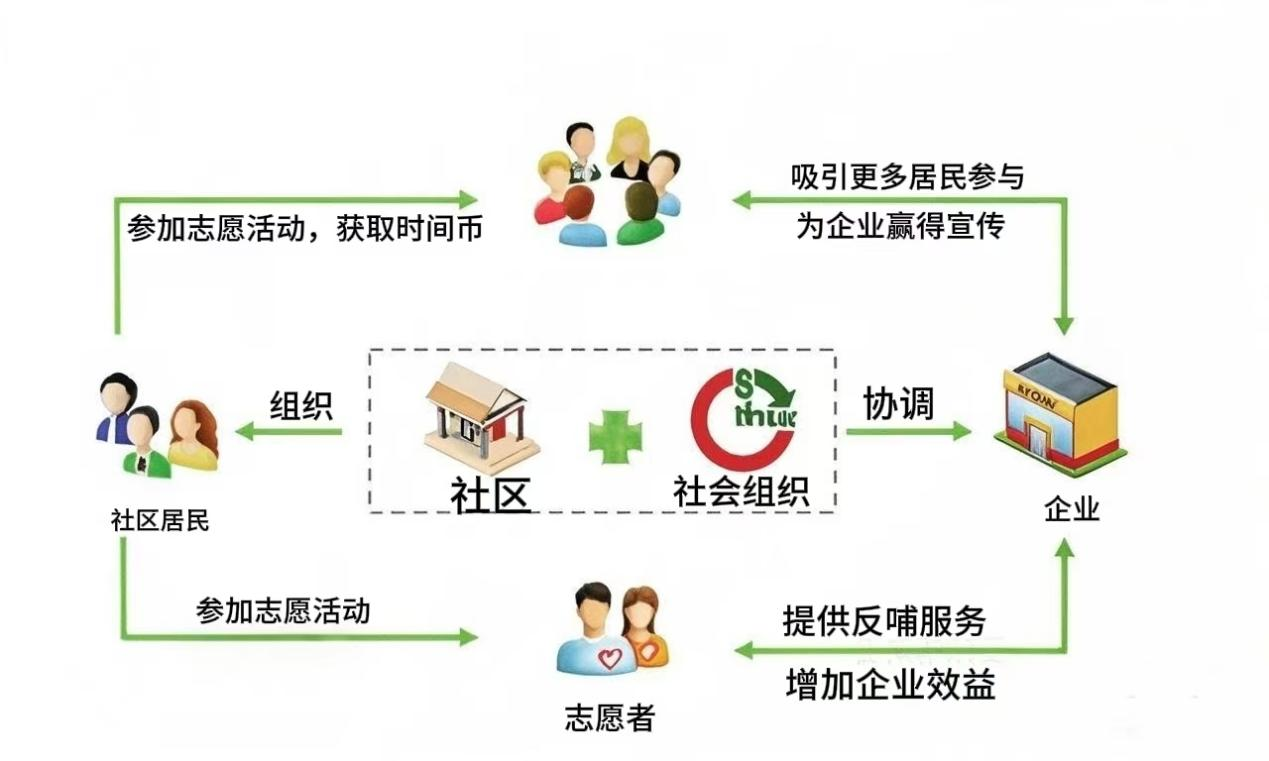 吸引更多居民参与
参加志愿活动，获取时间币
为企业赢得宣传
组织
协调
社区
社会组织
社区居民
企业
参加志愿活动
提供反哺服务
增加企业效益
志愿者